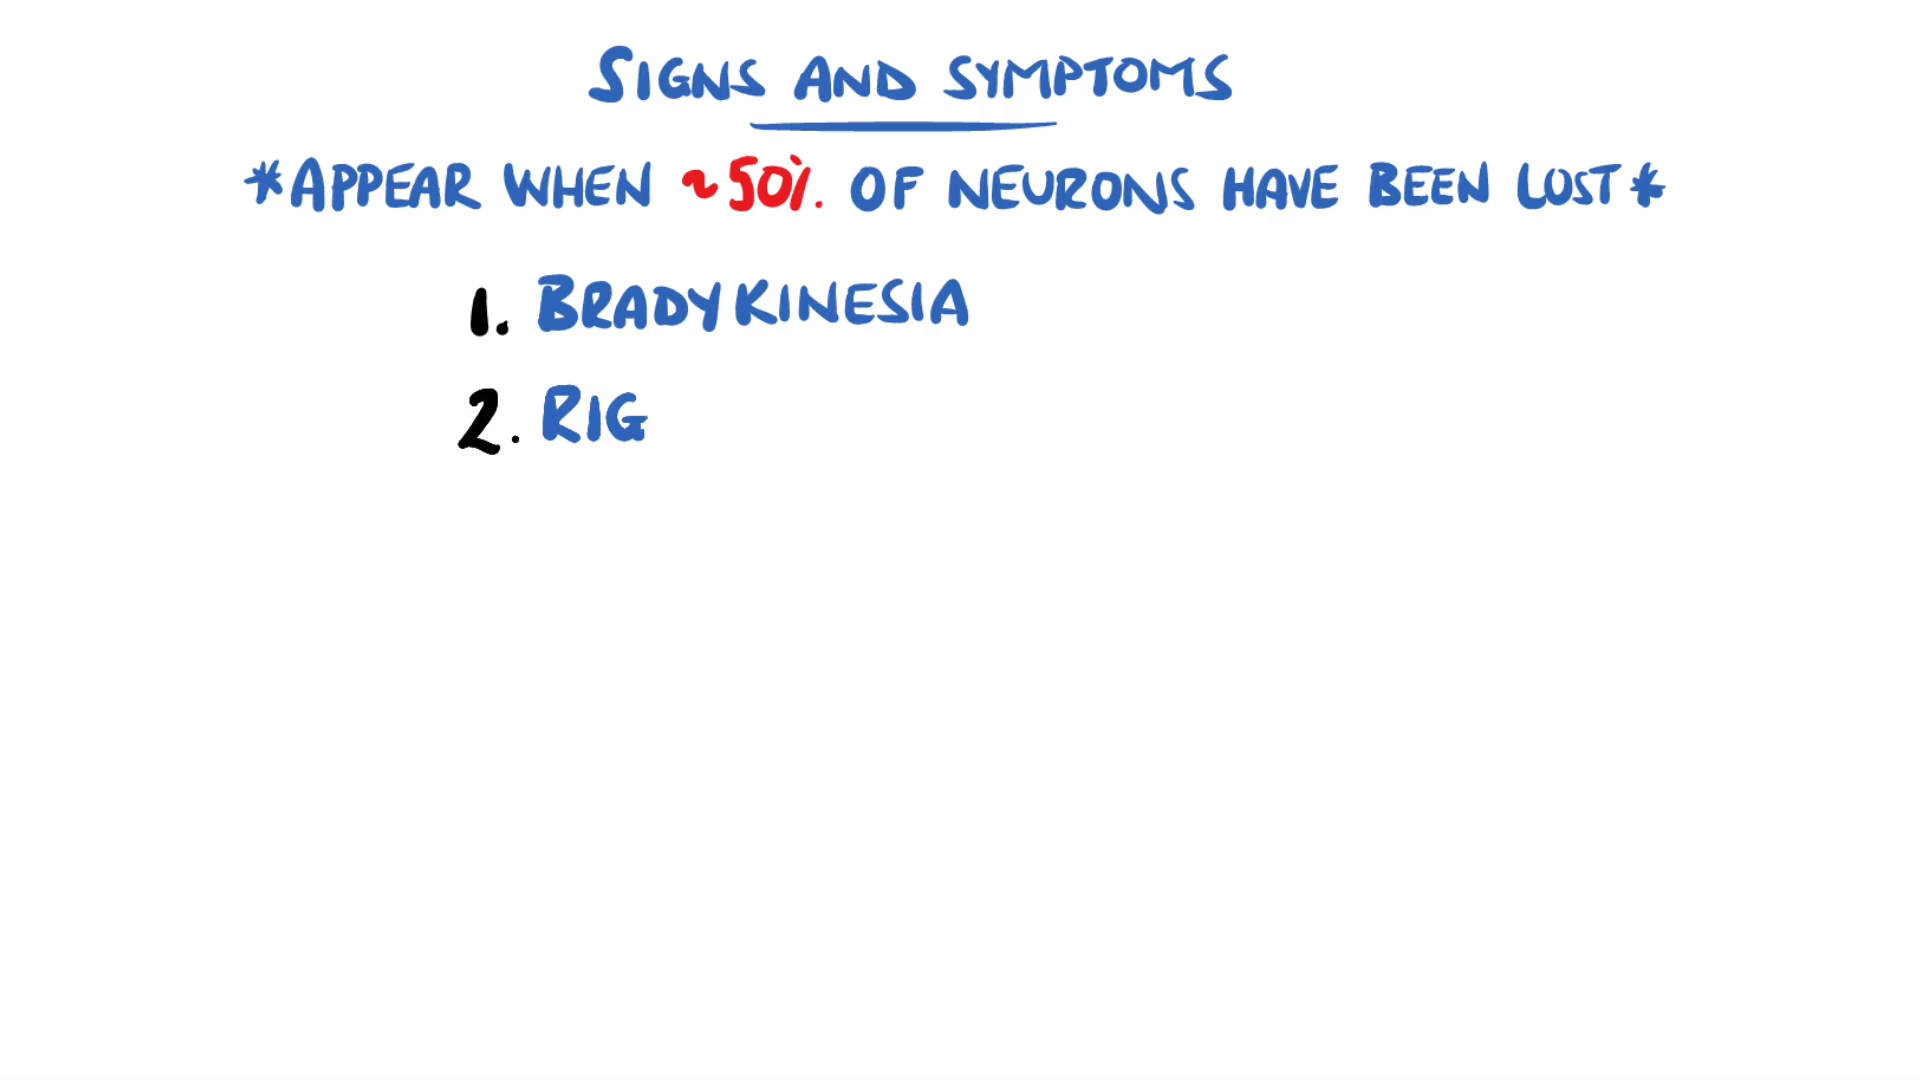 SIGNS AND SYMPTOMS
*APPEAR WHEN ~50% OF NEURONS HAVE BEEN LOST*
1. BRADYKINESIA
2. RIG